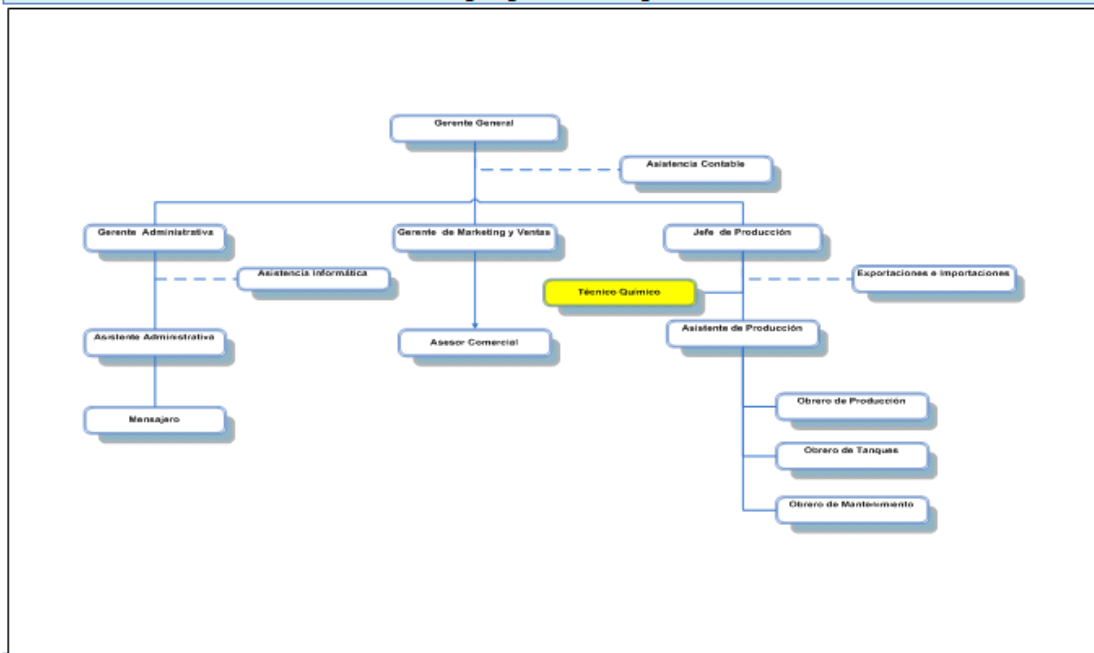 Gerente General
Asistencia Contable
Gerente Administrativa
Gerente de Marketing y Ventas
Jefe de Producción
Asistencia Informática
Exportaciones e Importaciones
Técnico Químico
Asistente Administrativa
Asesor Comercial
Asistente de Producción
Mensajero
Obrero de Producción
Obrero de Tanques
Obrero de Mantenimiento